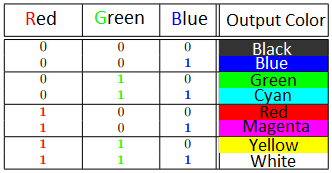 Red Green Blue Output Color
0 0 0 Black
0 0 1 Blue
0 1 0 Green
0 1 1 Cyan
1 0 0 Red
1 0 1 Magenta
1 1 0 Yellow
1 1 1 White